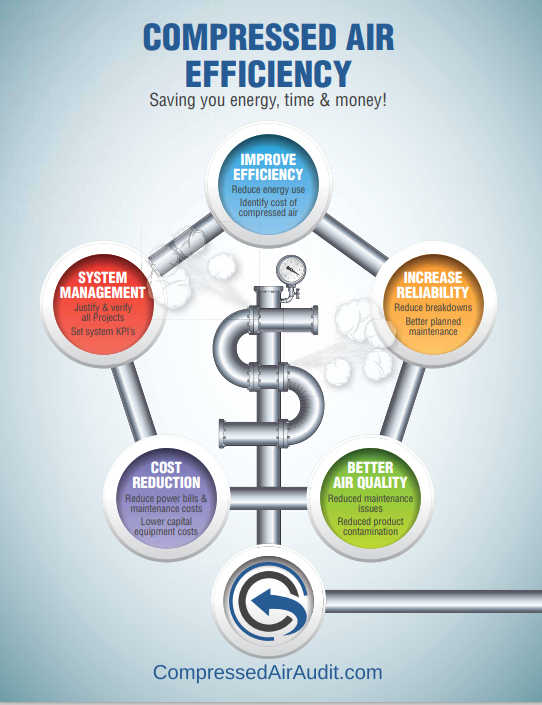 COMPRESSED AIR
EFFICIENCY
Saving you energy, time & money!
IMPROVE
EFFICIENCY
Reduce energy use
Identify cost of
compressed air
SYSTEM
MANAGEMENT
Justify & verify
all Projects
Set system KPI's
INCREASE
RELIABILITY
Reduce breakdowns
Better planned
maintenance
COST
REDUCTION
Reduce power bills &
maintenance costs
Lower capital
equipment costs
BETTER
AIR QUALITY
Reduced maintenance
issues
Reduced product
contamination
CompressedAirAudit.com